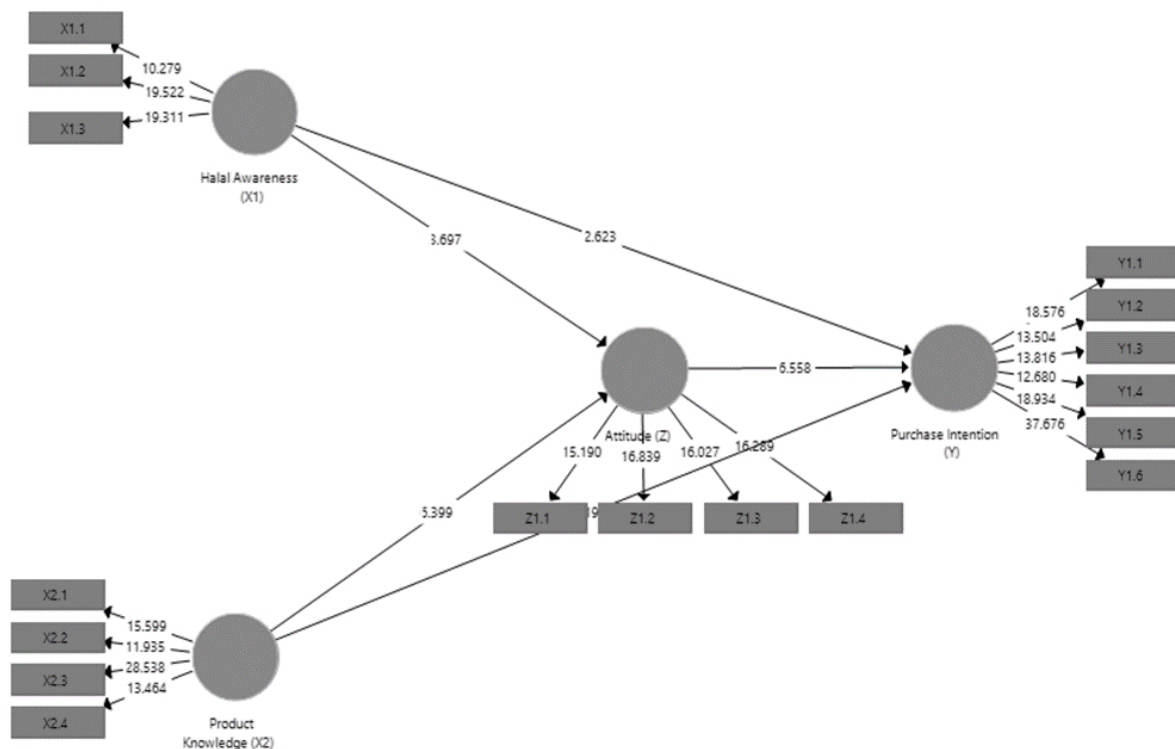 X1.1
X1.2
X1.3
10.279
19.522
19.311
Halal Awareness
(X1)
3.697
2.623
6.558
Attitude (Z)
15.190
16.839
16.027
16.289
Z1.1
Z1.2
Z1.3
Z1.4
Y1.1
Y1.2
Y1.3
Y1.4
Y1.5
Y1.6
18.576
13.504
13.816
12.680
18.934
37.676
Purchase Intention
(Y)
5.399
X2.1
X2.2
X2.3
X2.4
15.599
11.935
28.538
13.464
Product
Knowledge (X2)